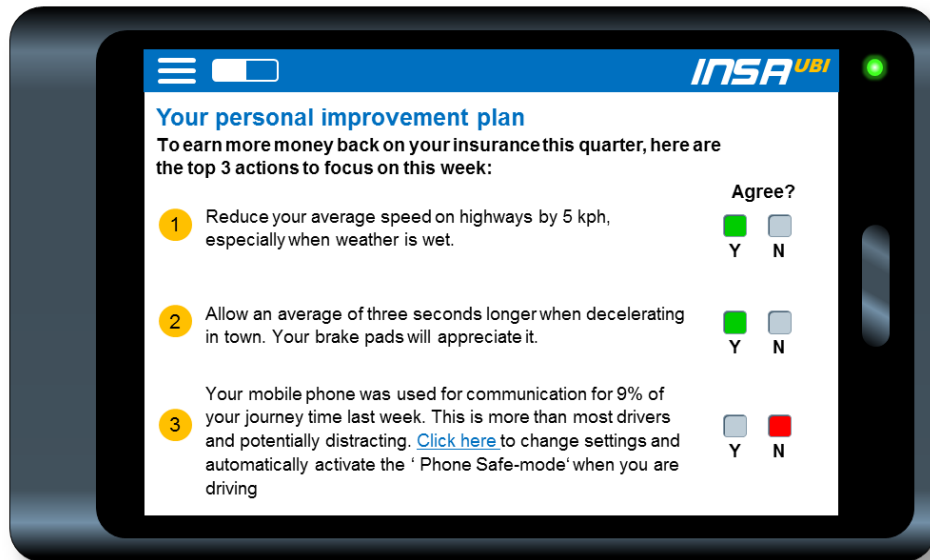 INSA UBI
Your personal improvement plan
To earn more money back on your insurance this quarter, here are
the top 3 actions to focus on this week:
Agree?
1
Reduce your average speed on highways by 5 kph,
especially when weather is wet.
Y N
2
Allow an average of three seconds longer when decelerating
in town. Your brake pads will appreciate it.
Y N
3
Your mobile phone was used for communication for 9% of
your journey time last week. This is more than most drivers
and potentially distracting. Click here to change settings and
automatically activate the ‘ Phone Safe-mode‘ when you are
driving
Y N